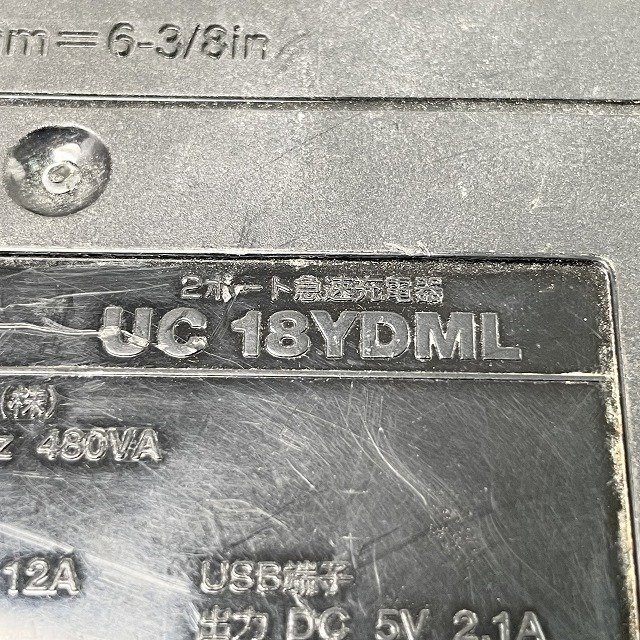 m=6-3/8in
2ポート急速充電器
UC 18YDML
(株)
z 480VA
12A
USB端子
出力 DC 5V 2.1A